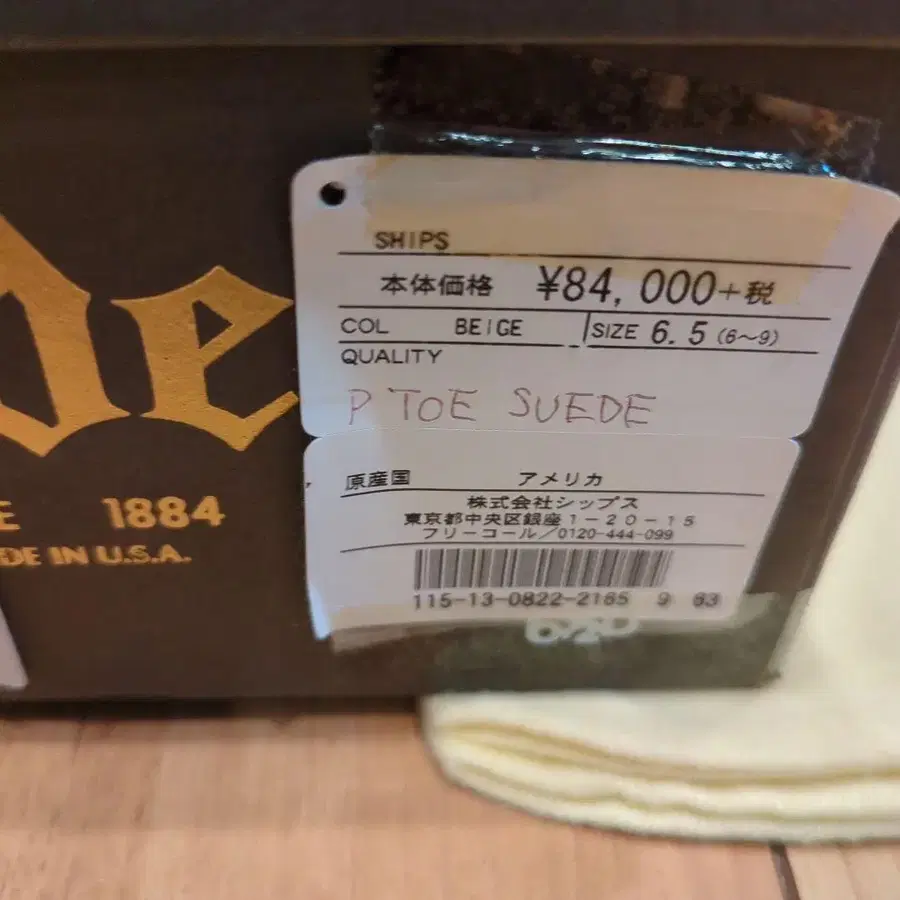 de
E 1884
DE IN U.S.A.
SHIPS
本体価格 ¥84,000+税
COL BEIGE SIZE 6.5 (6〜9)
QUALITY
P TOE SUEDE
原産国 アメリカ
株式会社シップス
東京都中央区銀座1-20-15
フリーコール/0120-444-099
115-13-0822-2165 9 63